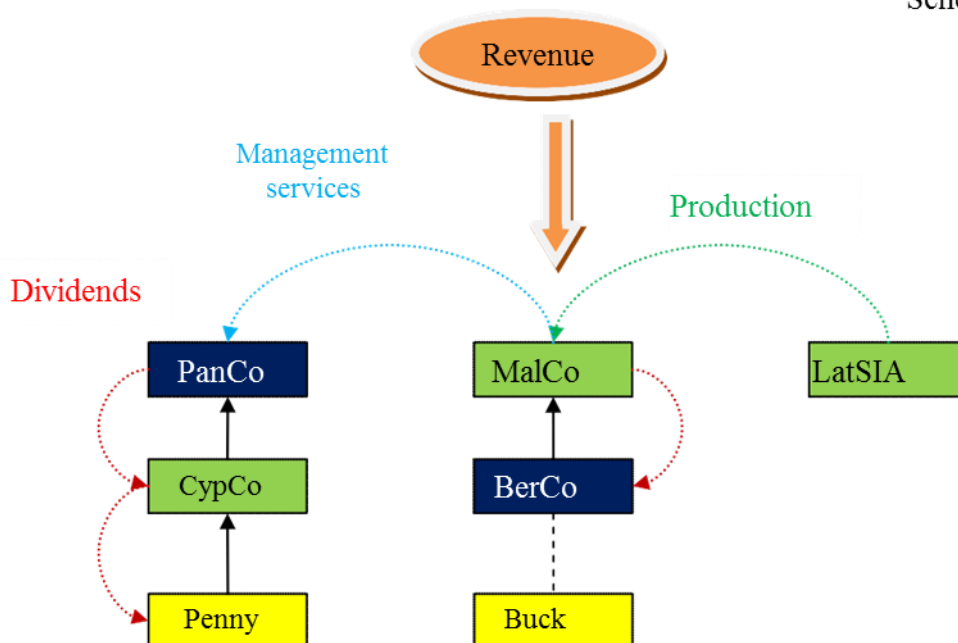 Revenue
Management
services
Production
Dividends
PanCo
MalCo
LatSIA
CypCo
BerCo
Penny
Buck